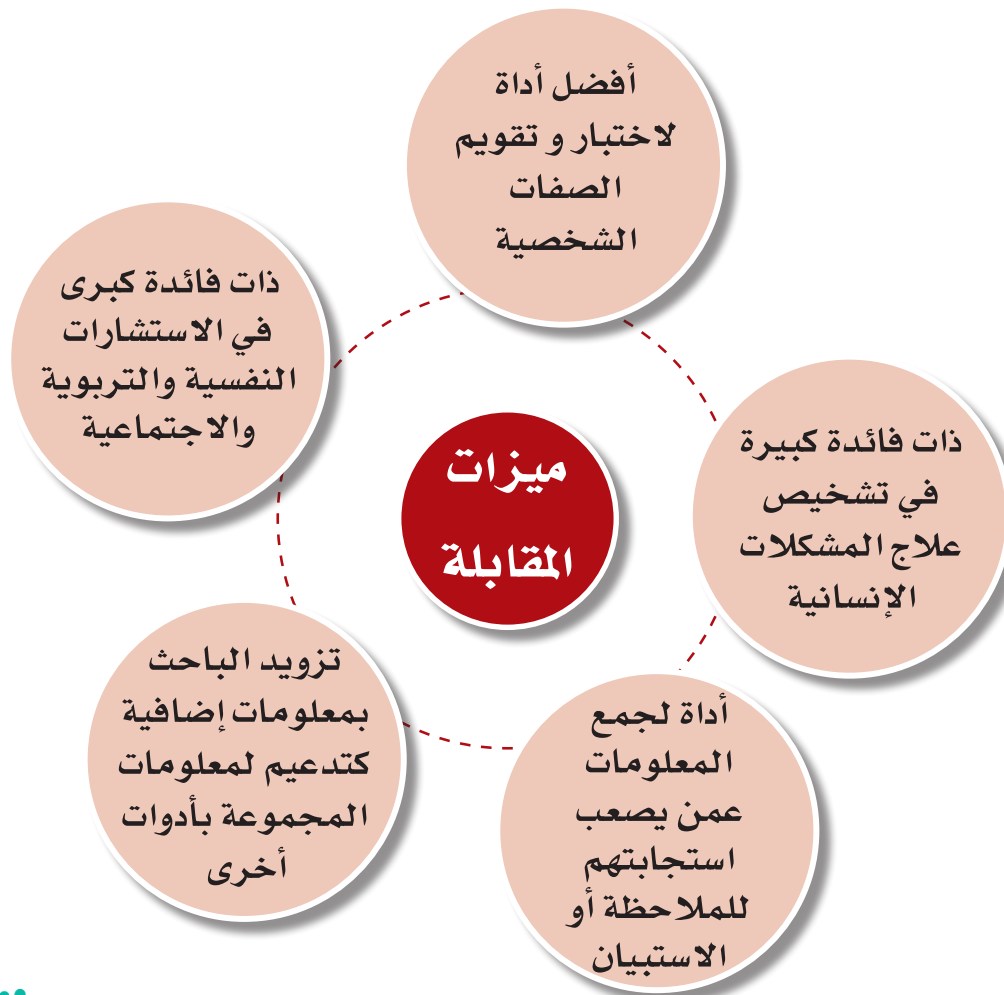 ميزات
المقابلة
أفضل أداة
لاختبار و تقويم
الصفات
الشخصية
ذات فائدة كبيرة
في تشخيص
علاج المشكلات
الإنسانية
أداة لجمع
المعلومات
عمن يصعب
استجابتهم
للملاحظة أو
الاستبيان
تزويد الباحث
بمعلومات إضافية
كتدعيم لمعلومات
المجموعة بأدوات
أخرى
ذات فائدة كبرى
في الاستشارات
النفسية والتربوية
والاجتماعية